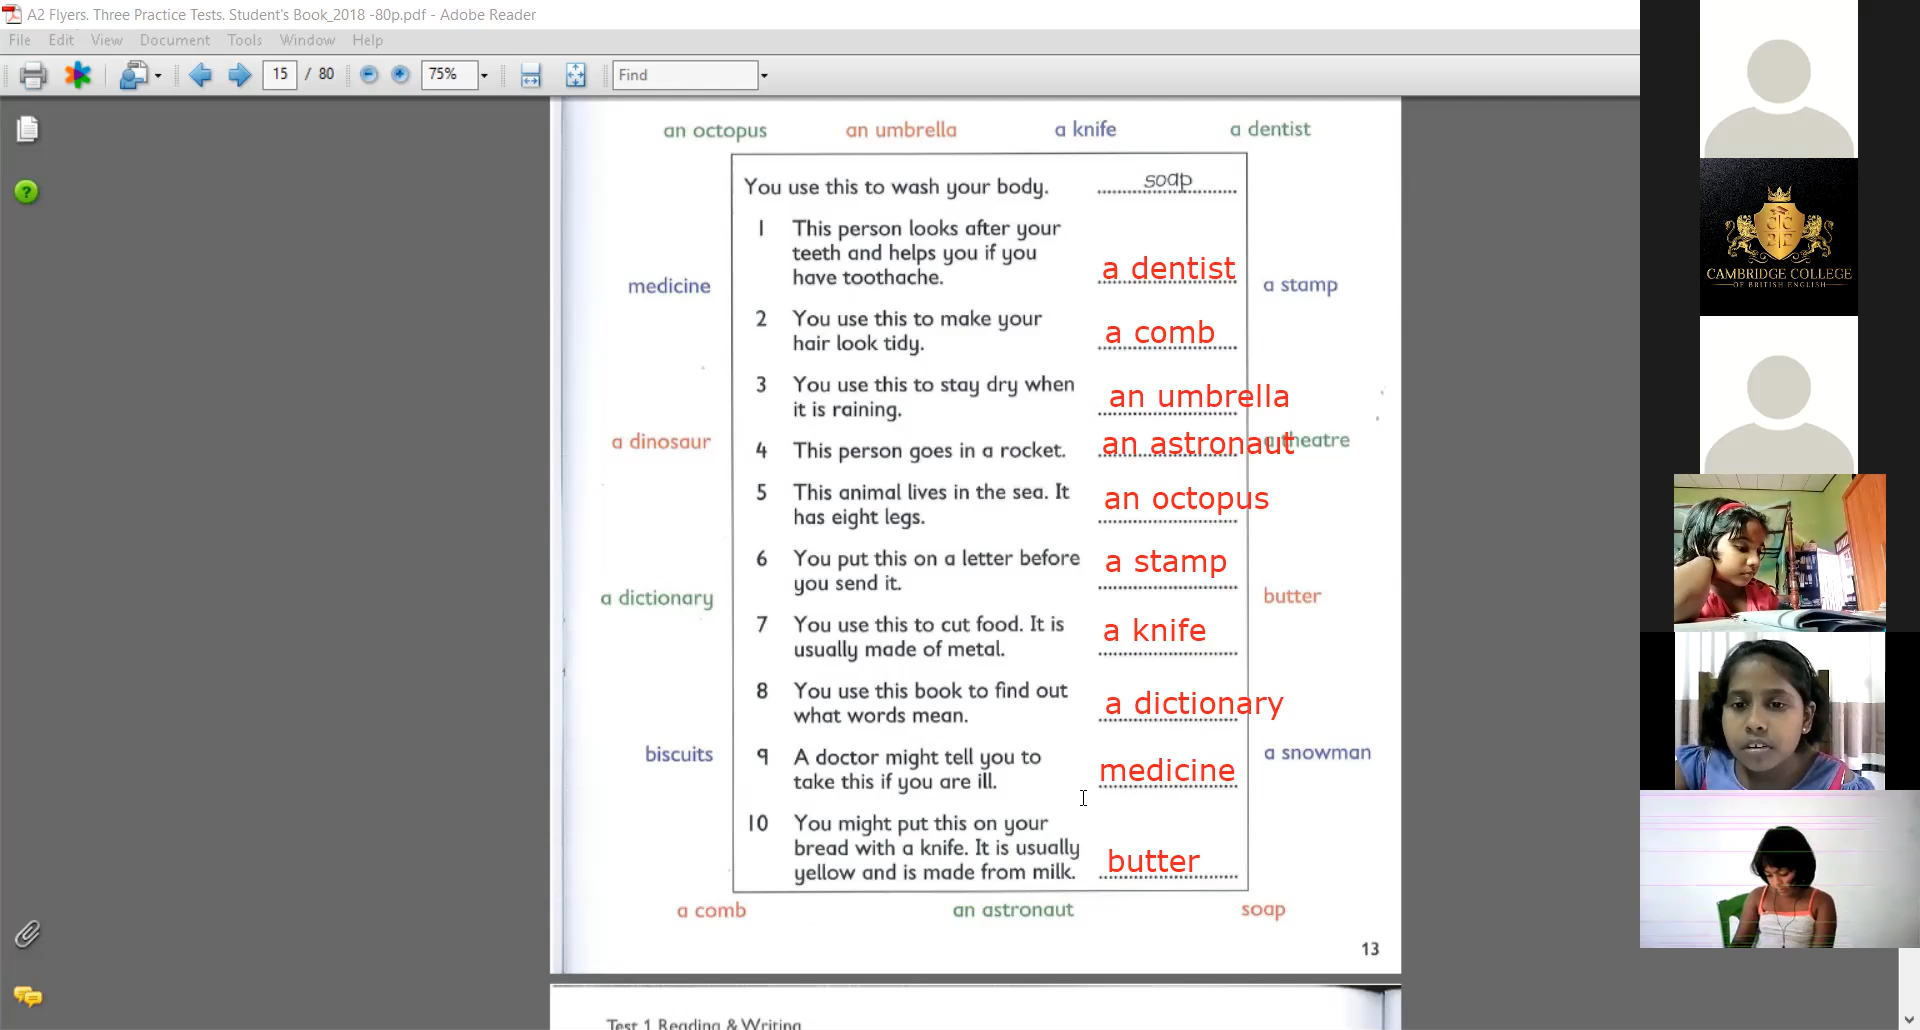 A2 Flyers. Three Practice Tests. Student's Book_2018 -80p.pdf - Adobe Reader
File Edit View Document Tools Window Help
15 / 80 75% Find
an octopus an umbrella a knife a dentist
You use this to wash your body. soap
1 This person looks after your
teeth and helps you if you
have toothache. a dentist
medicine a stamp
2 You use this to make your
hair look tidy. a comb
3 You use this to stay dry when
it is raining. an umbrella
a dinosaur a theatre
4 This person goes in a rocket. an astronaut
5 This animal lives in the sea. It
has eight legs. an octopus
6 You put this on a letter before
you send it. a stamp
a dictionary butter
7 You use this to cut food. It is
usually made of metal. a knife
8 You use this book to find out
what words mean. a dictionary
biscuits a snowman
9 A doctor might tell you to
take this if you are ill. medicine
10 You might put this on your
bread with a knife. It is usually
yellow and is made from milk. butter
a comb an astronaut soap
13
Test 1 Reading & Writing
CAMBRIDGE COLLEGE
OF BRITISH ENGLISH